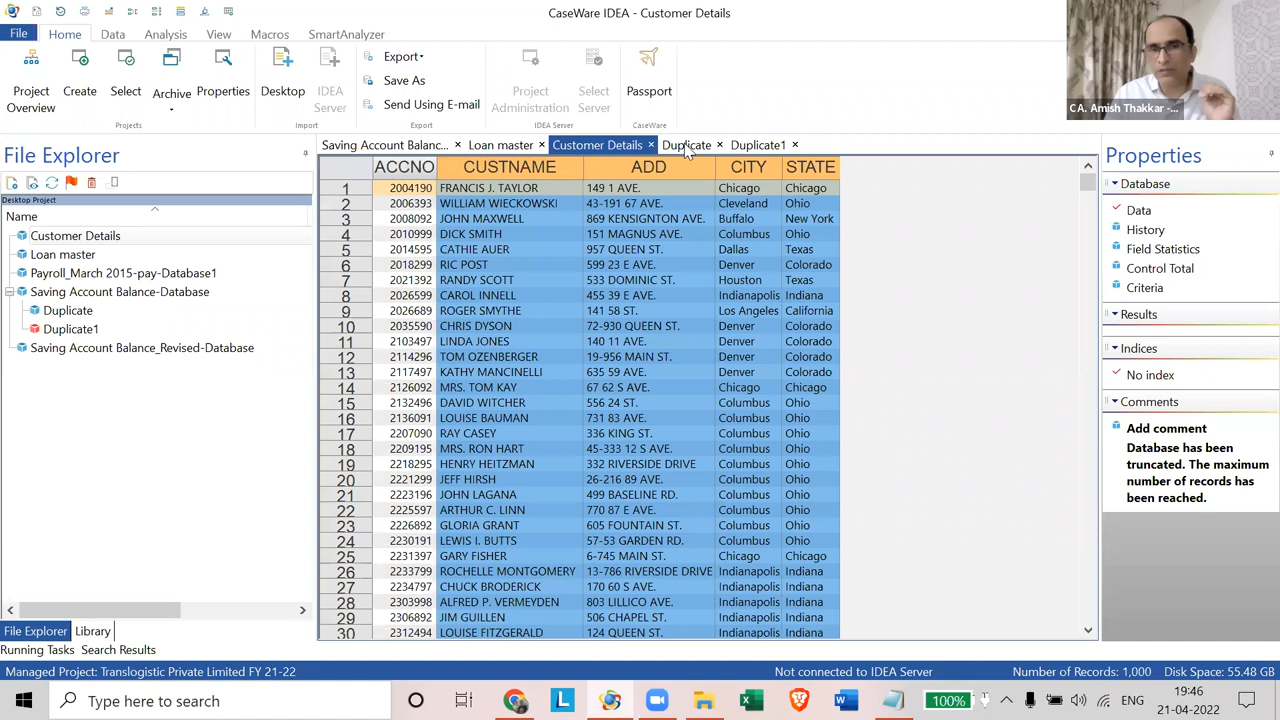 CaseWare IDEA - Customer Details
File
Home
Data
Analysis
View
Macros
SmartAnalyzer
Project Overview
Create
Select
Archive
Properties
Projects
Desktop
IDEA Server
Import
Export
Save As
Send Using E-mail
Export
Project Administration
Select Server
IDEA Server
Passport
CaseWare
CA. Amish Thakkar -...
File Explorer
Desktop Project
Name
Customer Details
Loan master
Payroll_March 2015-pay-Database1
Saving Account Balance-Database
Duplicate
Duplicate1
Saving Account Balance_Revised-Database
File Explorer
Library
Running Tasks
Search Results
Saving Account Balanc...
Loan master
Customer Details
Duplicate
Duplicate1
ACCNO CUSTNAME ADD CITY STATE
1 2004190 FRANCIS J. TAYLOR 149 1 AVE. Chicago Chicago
2 2006393 WILLIAM WIECKOWSKI 43-191 67 AVE. Cleveland Ohio
3 2008092 JOHN MAXWELL 869 KENSIGNTON AVE. Buffalo New York
4 2010999 DICK SMITH 151 MAGNUS AVE. Columbus Ohio
5 2014595 CATHIE AUER 957 QUEEN ST. Dallas Texas
6 2018299 RIC POST 599 23 E AVE. Denver Colorado
7 2021392 RANDY SCOTT 533 DOMINIC ST. Houston Texas
8 2026599 CAROL INNELL 455 39 E AVE. Indianapolis Indiana
9 2026689 ROGER SMYTHE 141 58 ST. Los Angeles California
10 2035590 CHRIS DYSON 72-930 QUEEN ST. Denver Colorado
11 2103497 LINDA JONES 140 11 AVE. Denver Colorado
12 2114296 TOM OZENBERGER 19-956 MAIN ST. Denver Colorado
13 2117497 KATHY MANCINELLI 635 59 AVE. Denver Colorado
14 2126092 MRS. TOM KAY 67 62 S AVE. Chicago Chicago
15 2132496 DAVID WITCHER 556 24 ST. Columbus Ohio
16 2136091 LOUISE BAUMAN 731 83 AVE. Columbus Ohio
17 2207090 RAY CASEY 336 KING ST. Columbus Ohio
18 2209195 MRS. RON HART 45-333 12 S AVE. Columbus Ohio
19 2218295 HENRY HEITZMAN 332 RIVERSIDE DRIVE Columbus Ohio
20 2221299 JEFF HIRSH 26-216 89 AVE. Columbus Ohio
21 2223196 JOHN LAGANA 499 BASELINE RD. Columbus Ohio
22 2225597 ARTHUR C. LINN 770 87 E AVE. Columbus Ohio
23 2226892 GLORIA GRANT 605 FOUNTAIN ST. Columbus Ohio
24 2230191 LEWIS I. BUTTS 57-53 GARDEN RD. Columbus Ohio
25 2231397 GARY FISHER 6-745 MAIN ST. Chicago Chicago
26 2233799 ROCHELLE MONTGOMERY 13-786 RIVERSIDE DRIVE Indianapolis Indiana
27 2234797 CHUCK BRODERICK 170 60 S AVE. Indianapolis Indiana
28 2303998 ALFRED P. VERMEYDEN 803 LILLICO AVE. Indianapolis Indiana
29 2306892 JIM GUILLEN 506 CHAPEL ST. Indianapolis Indiana
30 2312494 LOUISE FITZGERALD 124 QUEEN ST. Indianapolis Indiana
Properties
Database
Data
History
Field Statistics
Control Total
Criteria
Results
Indices
No index
Comments
Add comment
Database has been
truncated. The maximum
number of records has
been reached.
Managed Project: Translogistic Private Limited FY 21-22
Not connected to IDEA Server
Number of Records: 1,000
Disk Space: 55.48 GB
Type here to search
100%
ENG
19:46
21-04-2022